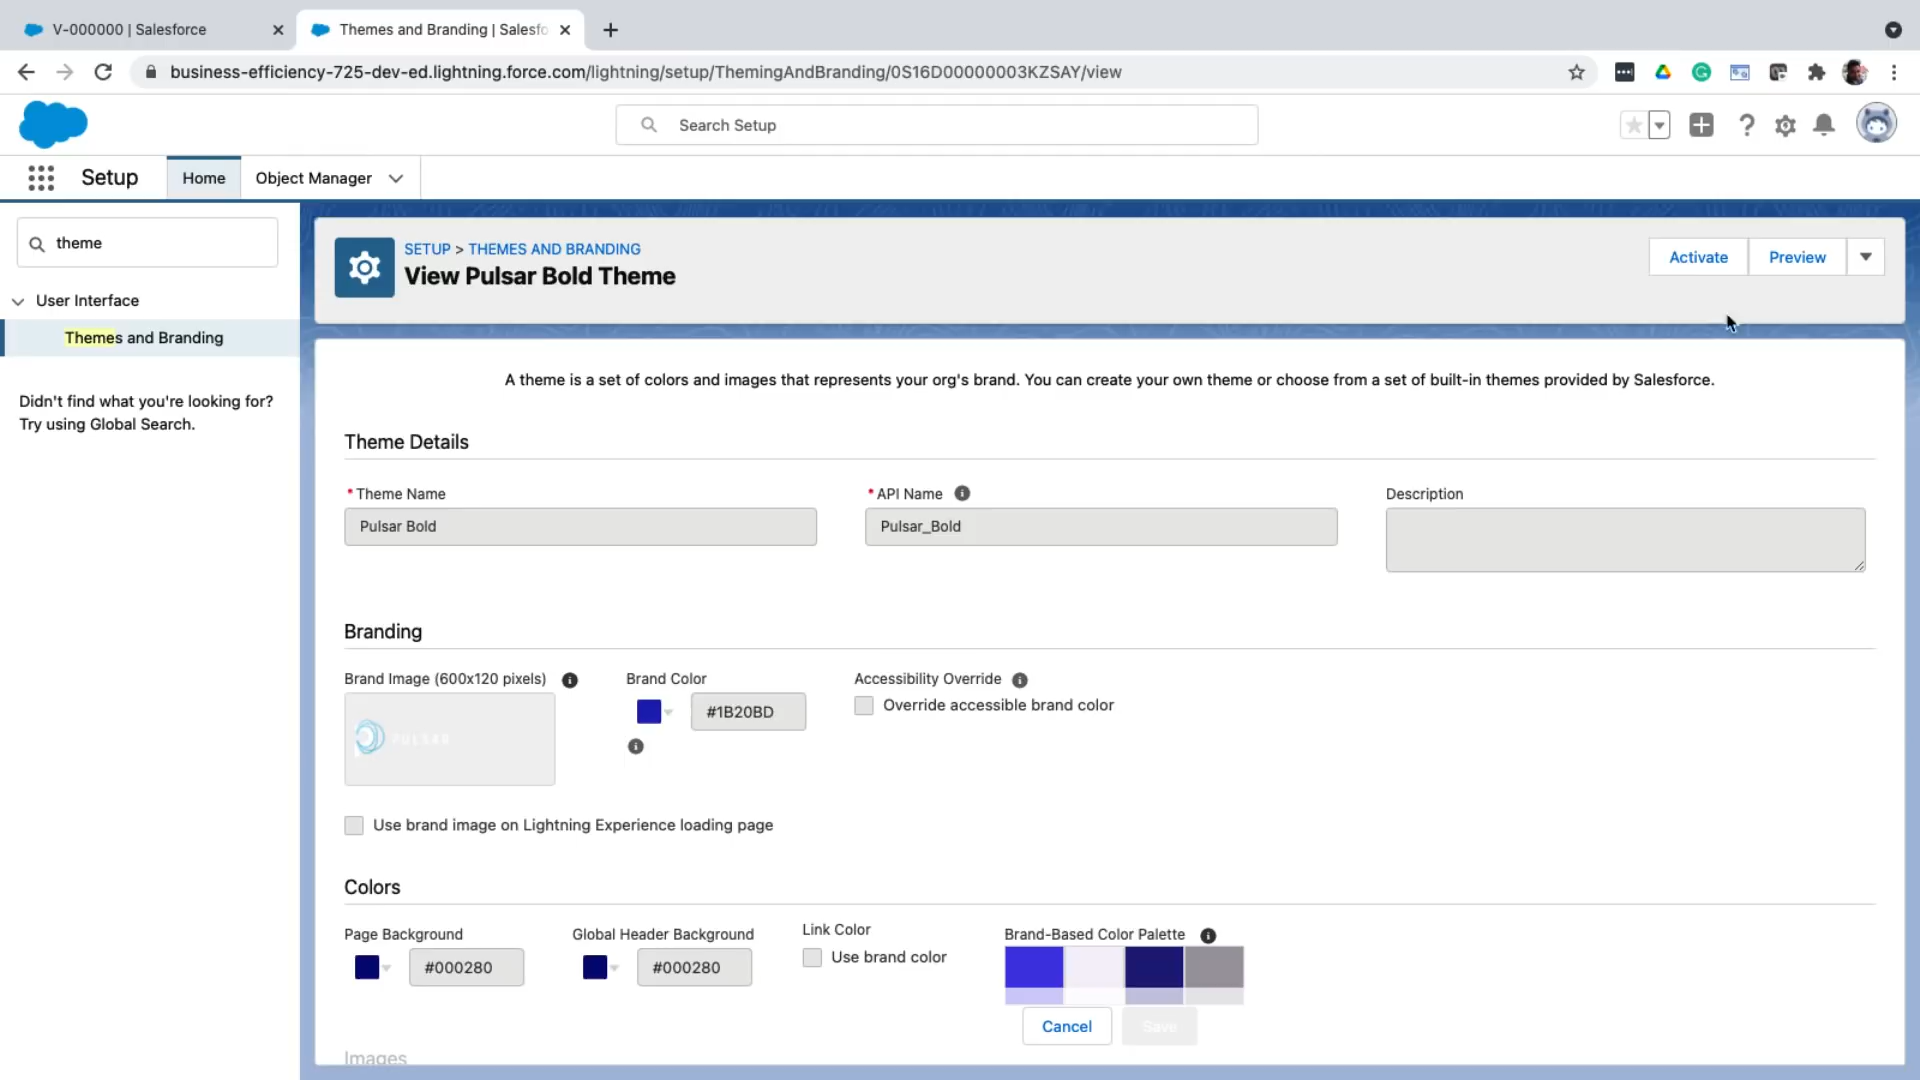 V-000000 | Salesforce
Themes and Branding | Salesfo
business-efficiency-725-dev-ed.lightning.force.com/lightning/setup/ThemingAndBranding/0S16D00000003KZSAY/view
Search Setup
Setup
Home
Object Manager
theme
User Interface
Themes and Branding
Didn't find what you're looking for?
Try using Global Search.
SETUP > THEMES AND BRANDING
View Pulsar Bold Theme
Activate
Preview
A theme is a set of colors and images that represents your org's brand. You can create your own theme or choose from a set of built-in themes provided by Salesforce.
Theme Details
* Theme Name
Pulsar Bold
* API Name
Pulsar_Bold
Description
Branding
Brand Image (600x120 pixels)
PULSAR
Brand Color
#1B20BD
Accessibility Override
Override accessible brand color
Use brand image on Lightning Experience loading page
Colors
Page Background
#000280
Global Header Background
#000280
Link Color
Use brand color
Brand-Based Color Palette
Cancel
Save
Images